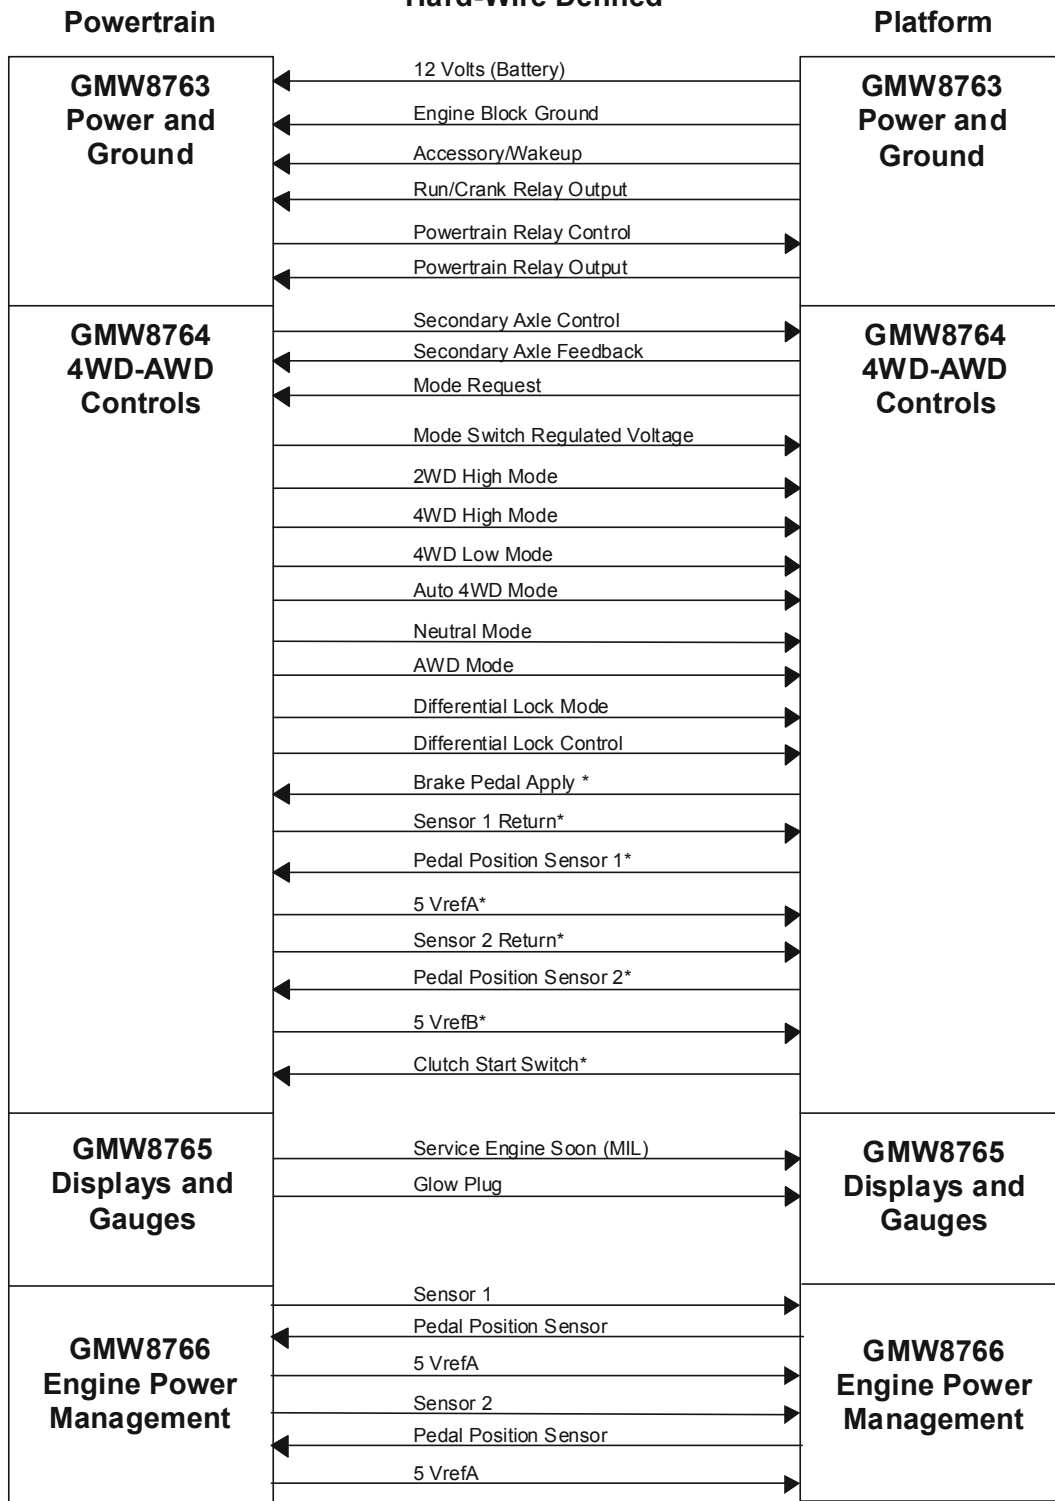 Hard-Wire Defined
Powertrain
Platform
GMW8763
Power and
Ground
12 Volts (Battery)
Engine Block Ground
Accessory/Wakeup
Run/Crank Relay Output
Powertrain Relay Control
Powertrain Relay Output
GMW8763
Power and
Ground
GMW8764
4WD-AWD
Controls
Secondary Axle Control
Secondary Axle Feedback
Mode Request
Mode Switch Regulated Voltage
2WD High Mode
4WD High Mode
4WD Low Mode
Auto 4WD Mode
Neutral Mode
AWD Mode
Differential Lock Mode
Differential Lock Control
Brake Pedal Apply *
Sensor 1 Return*
Pedal Position Sensor 1*
5 VrefA*
Sensor 2 Return*
Pedal Position Sensor 2*
5 VrefB*
Clutch Start Switch*
GMW8764
4WD-AWD
Controls
GMW8765
Displays and
Gauges
Service Engine Soon (MIL)
Glow Plug
GMW8765
Displays and
Gauges
GMW8766
Engine Power
Management
Sensor 1
Pedal Position Sensor
5 VrefA
Sensor 2
Pedal Position Sensor
5 VrefA
GMW8766
Engine Power
Management